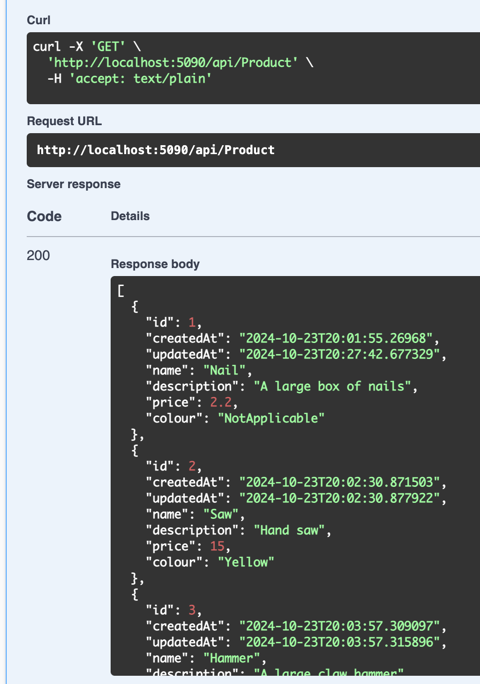 Curl
curl -X 'GET' \
'http://localhost:5090/api/Product' \
-H 'accept: text/plain'
Request URL
http://localhost:5090/api/Product
Server response
Code Details
200
Response body
[
{
"id": 1,
"createdAt": "2024-10-23T20:01:55.26968",
"updatedAt": "2024-10-23T20:27:42.677329",
"name": "Nail",
"description": "A large box of nails",
"price": 2.2,
"colour": "NotApplicable"
},
{
"id": 2,
"createdAt": "2024-10-23T20:02:30.871503",
"updatedAt": "2024-10-23T20:02:30.877922",
"name": "Saw",
"description": "Hand saw",
"price": 15,
"colour": "Yellow"
},
{
"id": 3,
"createdAt": "2024-10-23T20:03:57.309097",
"updatedAt": "2024-10-23T20:03:57.315896",
"name": "Hammer",
"description": "A large claw hammer"